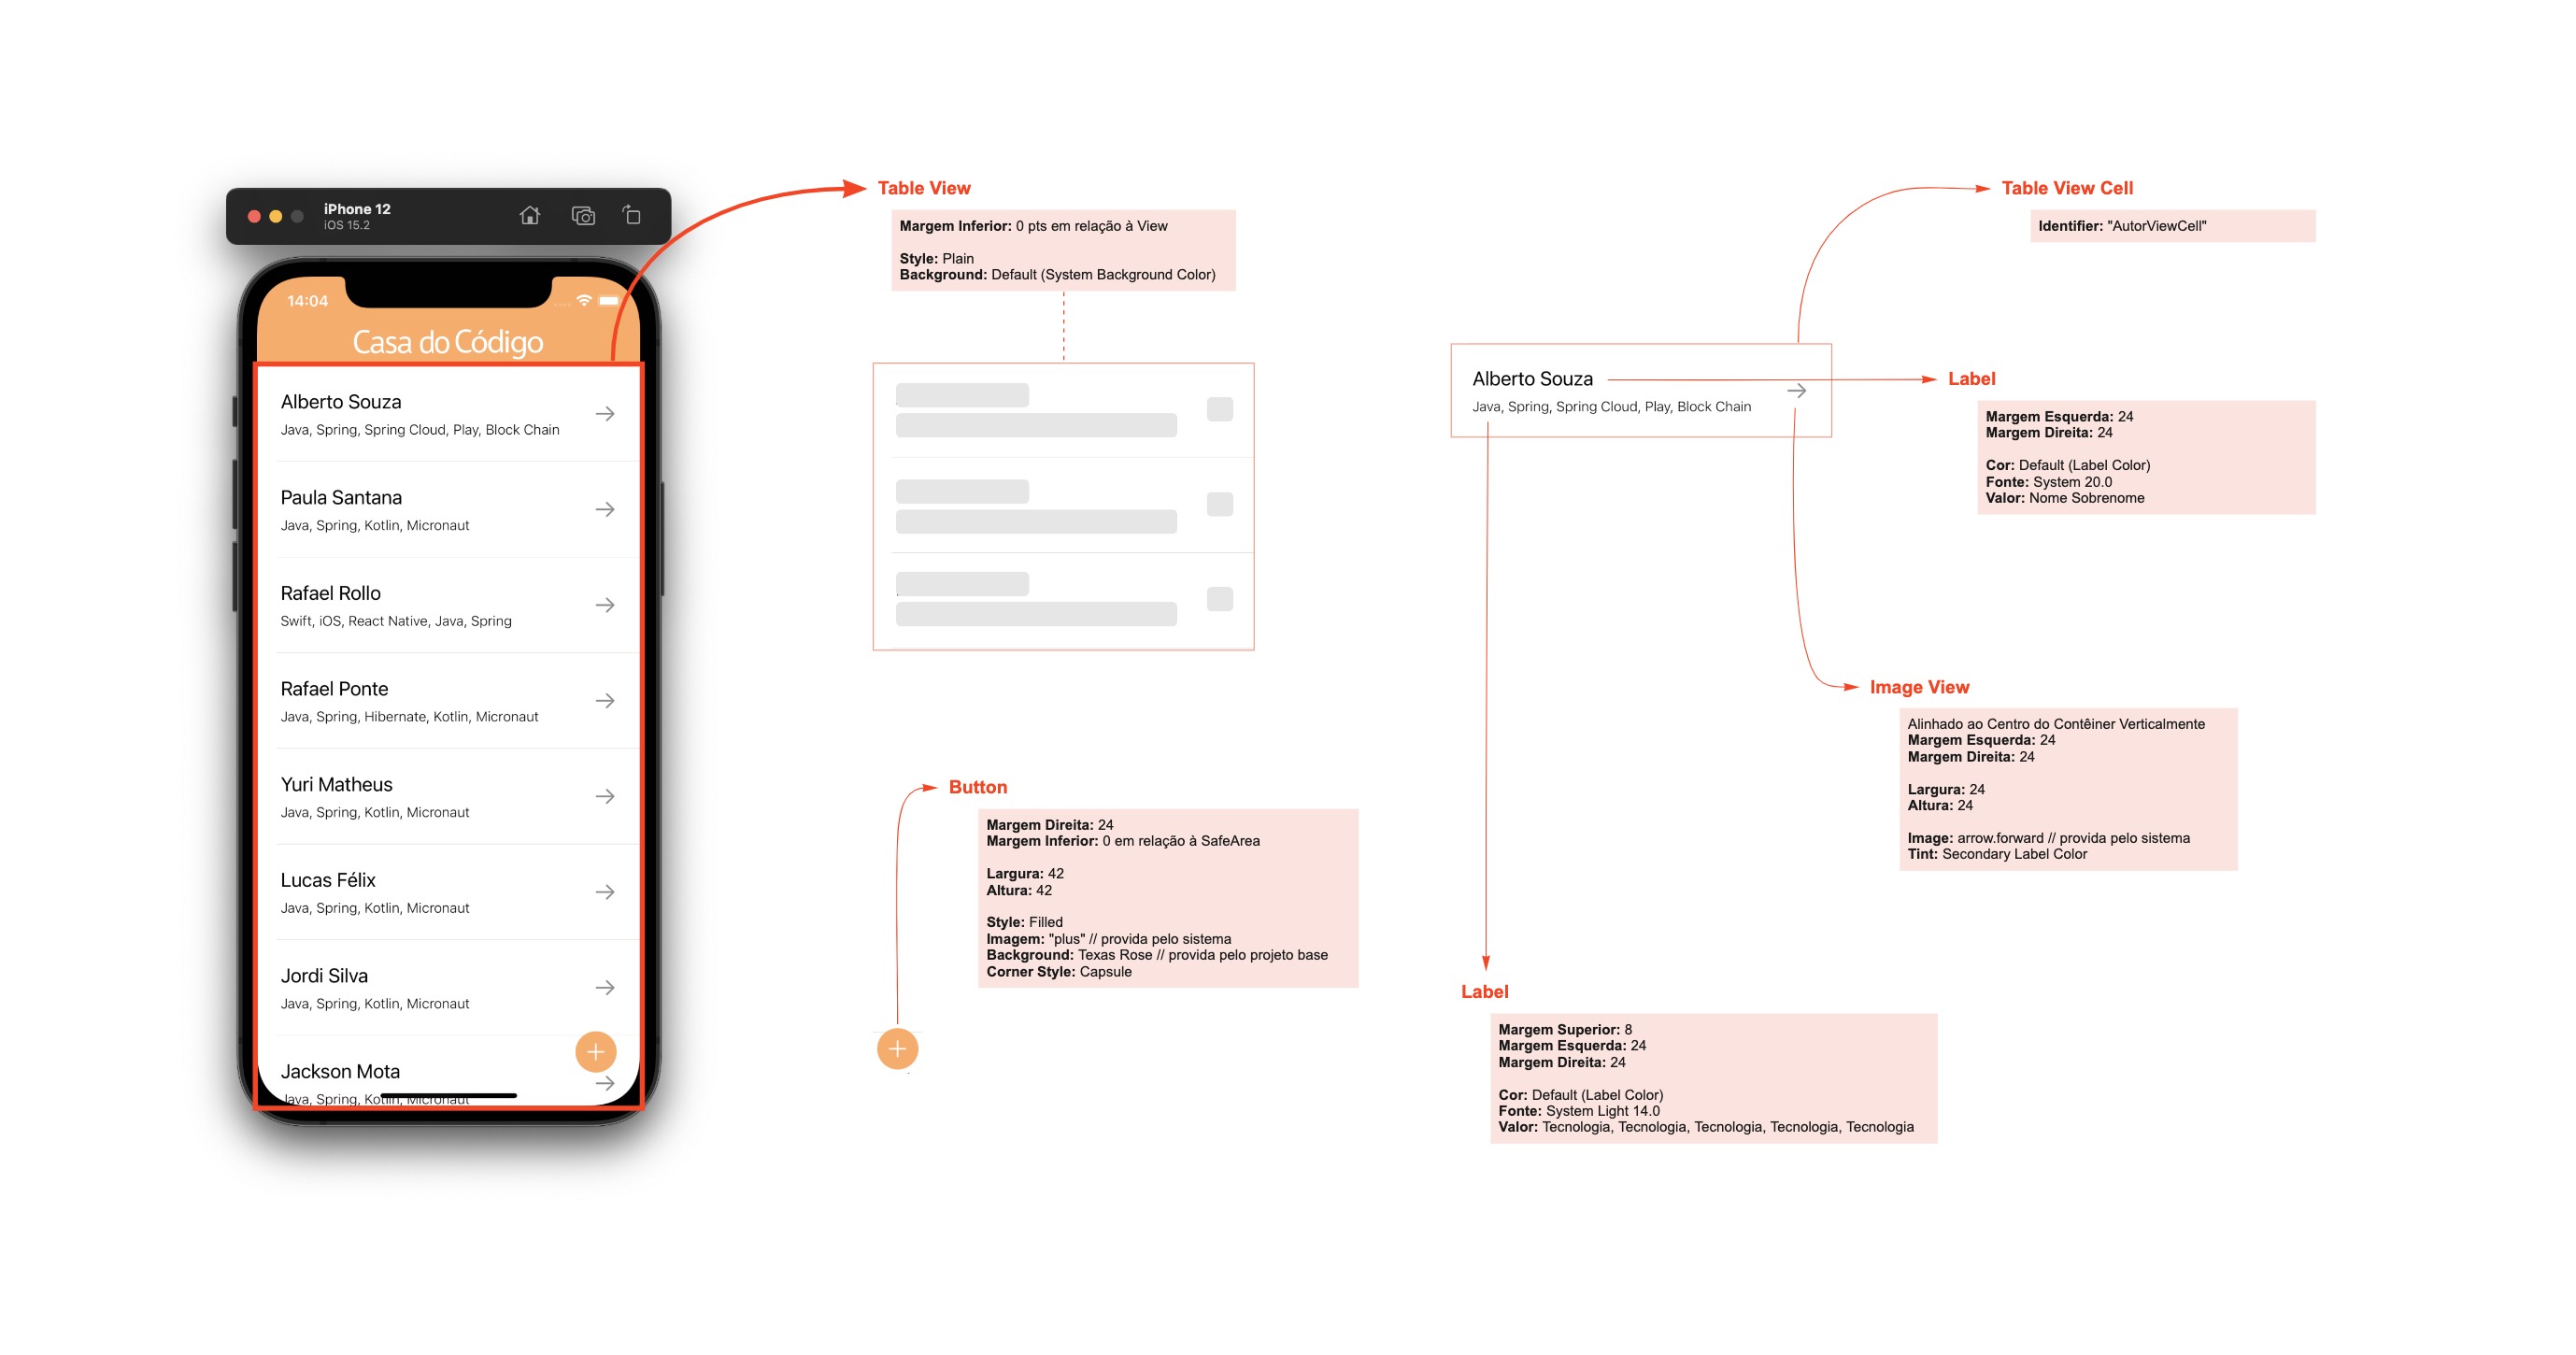 iPhone 12
iOS 15.2
14:04
Casa do Código
Alberto Souza
Java, Spring, Spring Cloud, Play, Block Chain
Paula Santana
Java, Spring, Kotlin, Micronaut
Rafael Rollo
Swift, iOS, React Native, Java, Spring
Rafael Ponte
Java, Spring, Hibernate, Kotlin, Micronaut
Yuri Matheus
Java, Spring, Kotlin, Micronaut
Lucas Félix
Java, Spring, Kotlin, Micronaut
Jordi Silva
Java, Spring, Kotlin, Micronaut
Jackson Mota
Java, Spring, Kotlin, Micronaut
Table View
Margem Inferior: 0 pts em relação à View
Style: Plain
Background: Default (System Background Color)
Button
Margem Direita: 24
Margem Inferior: 0 em relação à SafeArea
Largura: 42
Altura: 42
Style: Filled
Imagem: "plus" // provida pelo sistema
Background: Texas Rose // provida pelo projeto base
Corner Style: Capsule
Table View Cell
Identifier: "AutorViewCell"
Alberto Souza
Java, Spring, Spring Cloud, Play, Block Chain
Label
Margem Esquerda: 24
Margem Direita: 24
Cor: Default (Label Color)
Fonte: System 20.0
Valor: Nome Sobrenome
Image View
Alinhado ao Centro do Contêiner Verticalmente
Margem Esquerda: 24
Margem Direita: 24
Largura: 24
Altura: 24
Image: arrow.forward // provida pelo sistema
Tint: Secondary Label Color
Label
Margem Superior: 8
Margem Esquerda: 24
Margem Direita: 24
Cor: Default (Label Color)
Fonte: System Light 14.0
Valor: Tecnologia, Tecnologia, Tecnologia, Tecnologia, Tecnologia